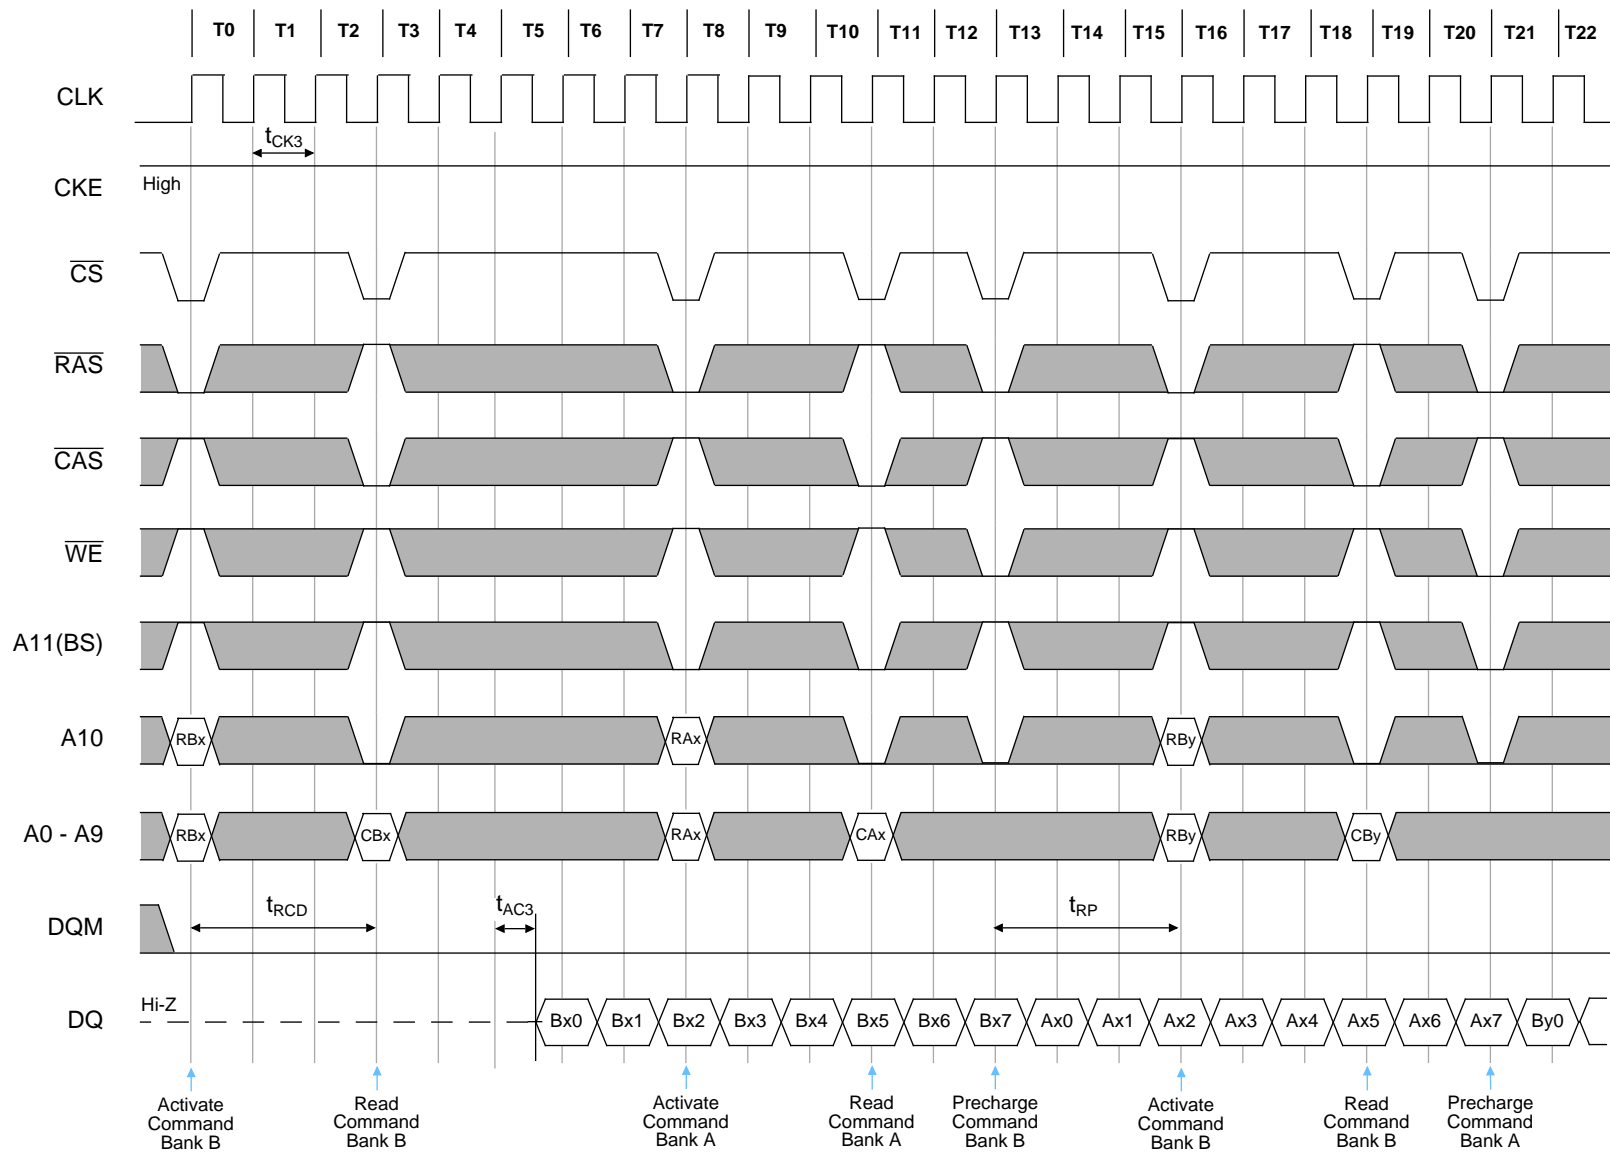 T0 T1 T2 T3 T4 T5 T6 T7 T8 T9 T10 T11 T12 T13 T14 T15 T16 T17 T18 T19 T20 T21 T22
CLK
tCK3
CKE High
CS
RAS
CAS
WE
A11(BS)
A10 RBx RAx RBy
A0 - A9 RBx CBx RAx CAx RBy CBy
DQM tRCD tAC3 tRP
DQ Hi-Z Bx0 Bx1 Bx2 Bx3 Bx4 Bx5 Bx6 Bx7 Ax0 Ax1 Ax2 Ax3 Ax4 Ax5 Ax6 Ax7 By0
Activate
Command
Bank B
Read
Command
Bank B
Activate
Command
Bank A
Read
Command
Bank A
Precharge
Command
Bank B
Activate
Command
Bank B
Read
Command
Bank B
Precharge
Command
Bank A